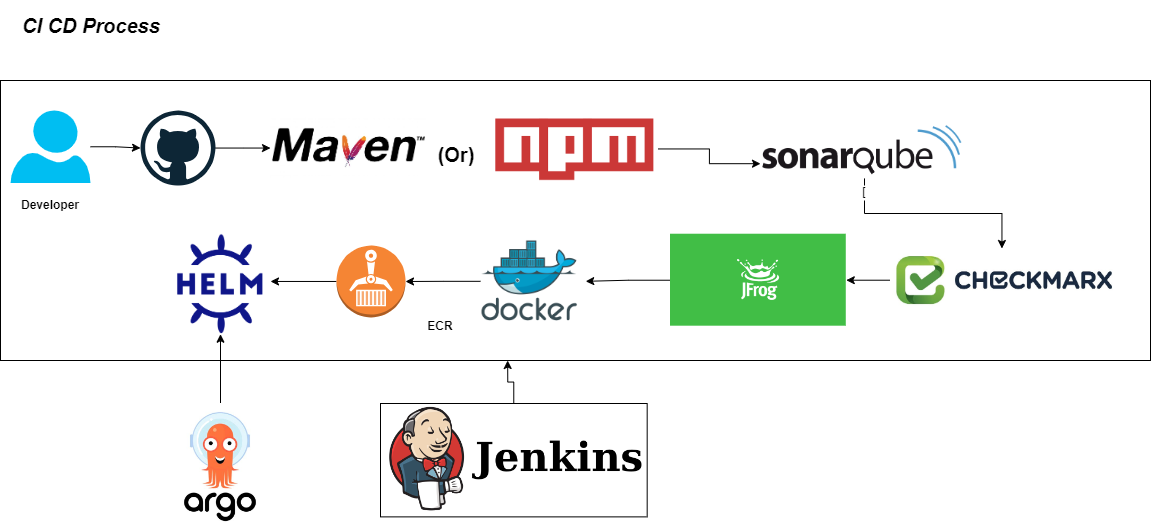 CI CD Process
Maven™
(Or)
npm
sonarqube
Developer
HELM
ECR
docker
JFrog
CHECKMARX
argo
Jenkins